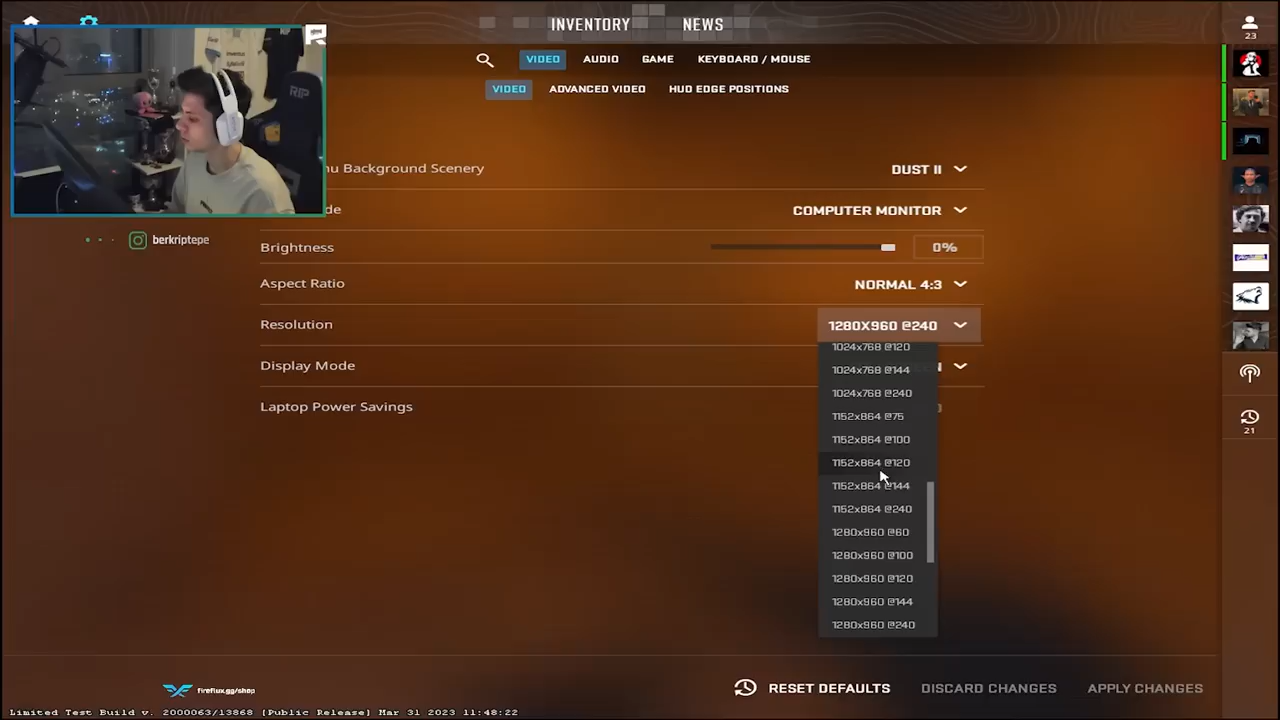 INVENTORY
NEWS
23
VIDEO
AUDIO
GAME
KEYBOARD / MOUSE
VIDEO
ADVANCED VIDEO
HUD EDGE POSITIONS
RIP
nu Background Scenery
DUST II
de
COMPUTER MONITOR
berkriptepe
Brightness
0%
Aspect Ratio
NORMAL 4:3
Resolution
1280X960 @240
1024x768 @120
Display Mode
1024x768 @144
1024x768 @240
Laptop Power Savings
1152x864 @75
21
1152x864 @100
1152x864 @120
1152x864 @144
1152x864 @240
1280x960 @60
1280x960 @100
1280x960 @120
1280x960 @144
1280x960 @240
fireflux.gg/shop
RESET DEFAULTS
DISCARD CHANGES
APPLY CHANGES
Limited Test Build v. 2000063/13868 [Public Release] Mar 31 2023 11:48:22